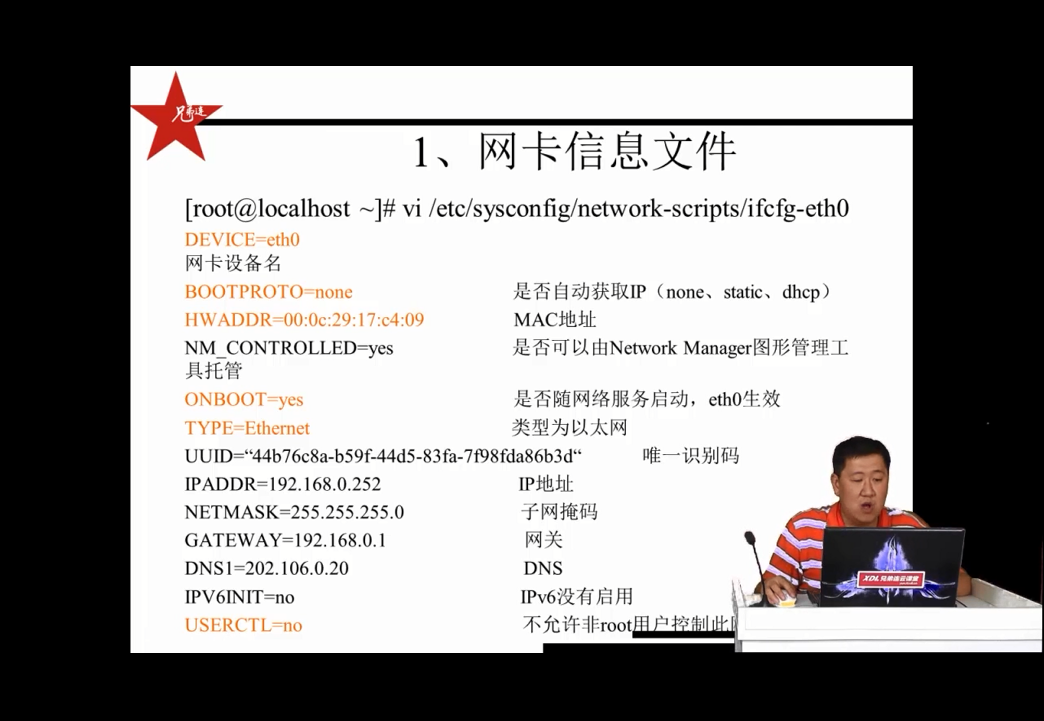 兄弟连
1、网卡信息文件
[root@localhost ~]# vi /etc/sysconfig/network-scripts/ifcfg-eth0
DEVICE=eth0
网卡设备名
BOOTPROTO=none 是否自动获取IP（none、static、dhcp）
HWADDR=00:0c:29:17:c4:09 MAC地址
NM_CONTROLLED=yes 是否可以由Network Manager图形管理工
具托管
ONBOOT=yes 是否随网络服务启动，eth0生效
TYPE=Ethernet 类型为以太网
UUID=“44b76c8a-b59f-44d5-83fa-7f98fda86b3d“ 唯一识别码
IPADDR=192.168.0.252 IP地址
NETMASK=255.255.255.0 子网掩码
GATEWAY=192.168.0.1 网关
DNS1=202.106.0.20 DNS
IPV6INIT=no IPv6没有启用
USERCTL=no 不允许非root用户控制此
XDL兄弟连云课堂